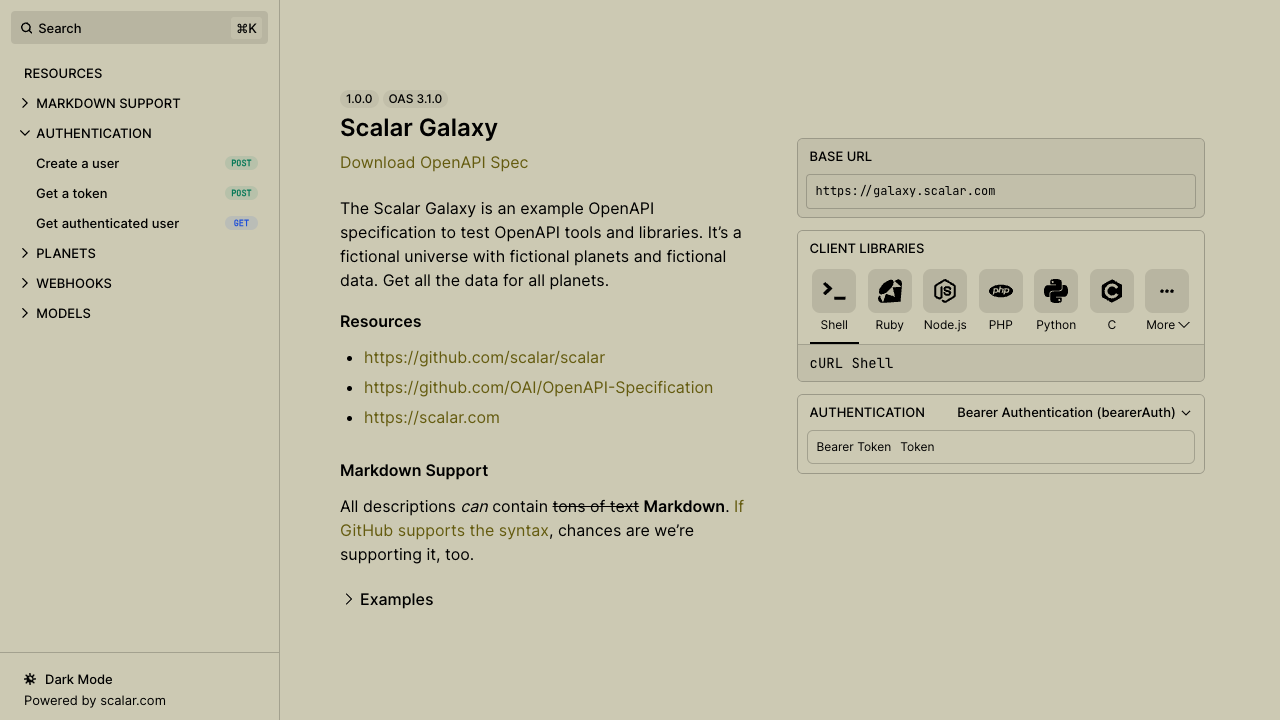 Search ⌘K
RESOURCES
MARKDOWN SUPPORT
AUTHENTICATION
Create a user POST
Get a token POST
Get authenticated user GET
PLANETS
WEBHOOKS
MODELS
Dark Mode
Powered by scalar.com
1.0.0 OAS 3.1.0
Scalar Galaxy
Download OpenAPI Spec
The Scalar Galaxy is an example OpenAPI
specification to test OpenAPI tools and libraries. It’s a
fictional universe with fictional planets and fictional
data. Get all the data for all planets.
Resources
• https://github.com/scalar/scalar
• https://github.com/OAI/OpenAPI-Specification
• https://scalar.com
Markdown Support
All descriptions can contain tons of text Markdown. If
GitHub supports the syntax, chances are we’re
supporting it, too.
Examples
BASE URL
https://galaxy.scalar.com
CLIENT LIBRARIES
JS php C
Shell Ruby Node.js PHP Python C More
cURL Shell
AUTHENTICATION Bearer Authentication (bearerAuth)
Bearer Token Token